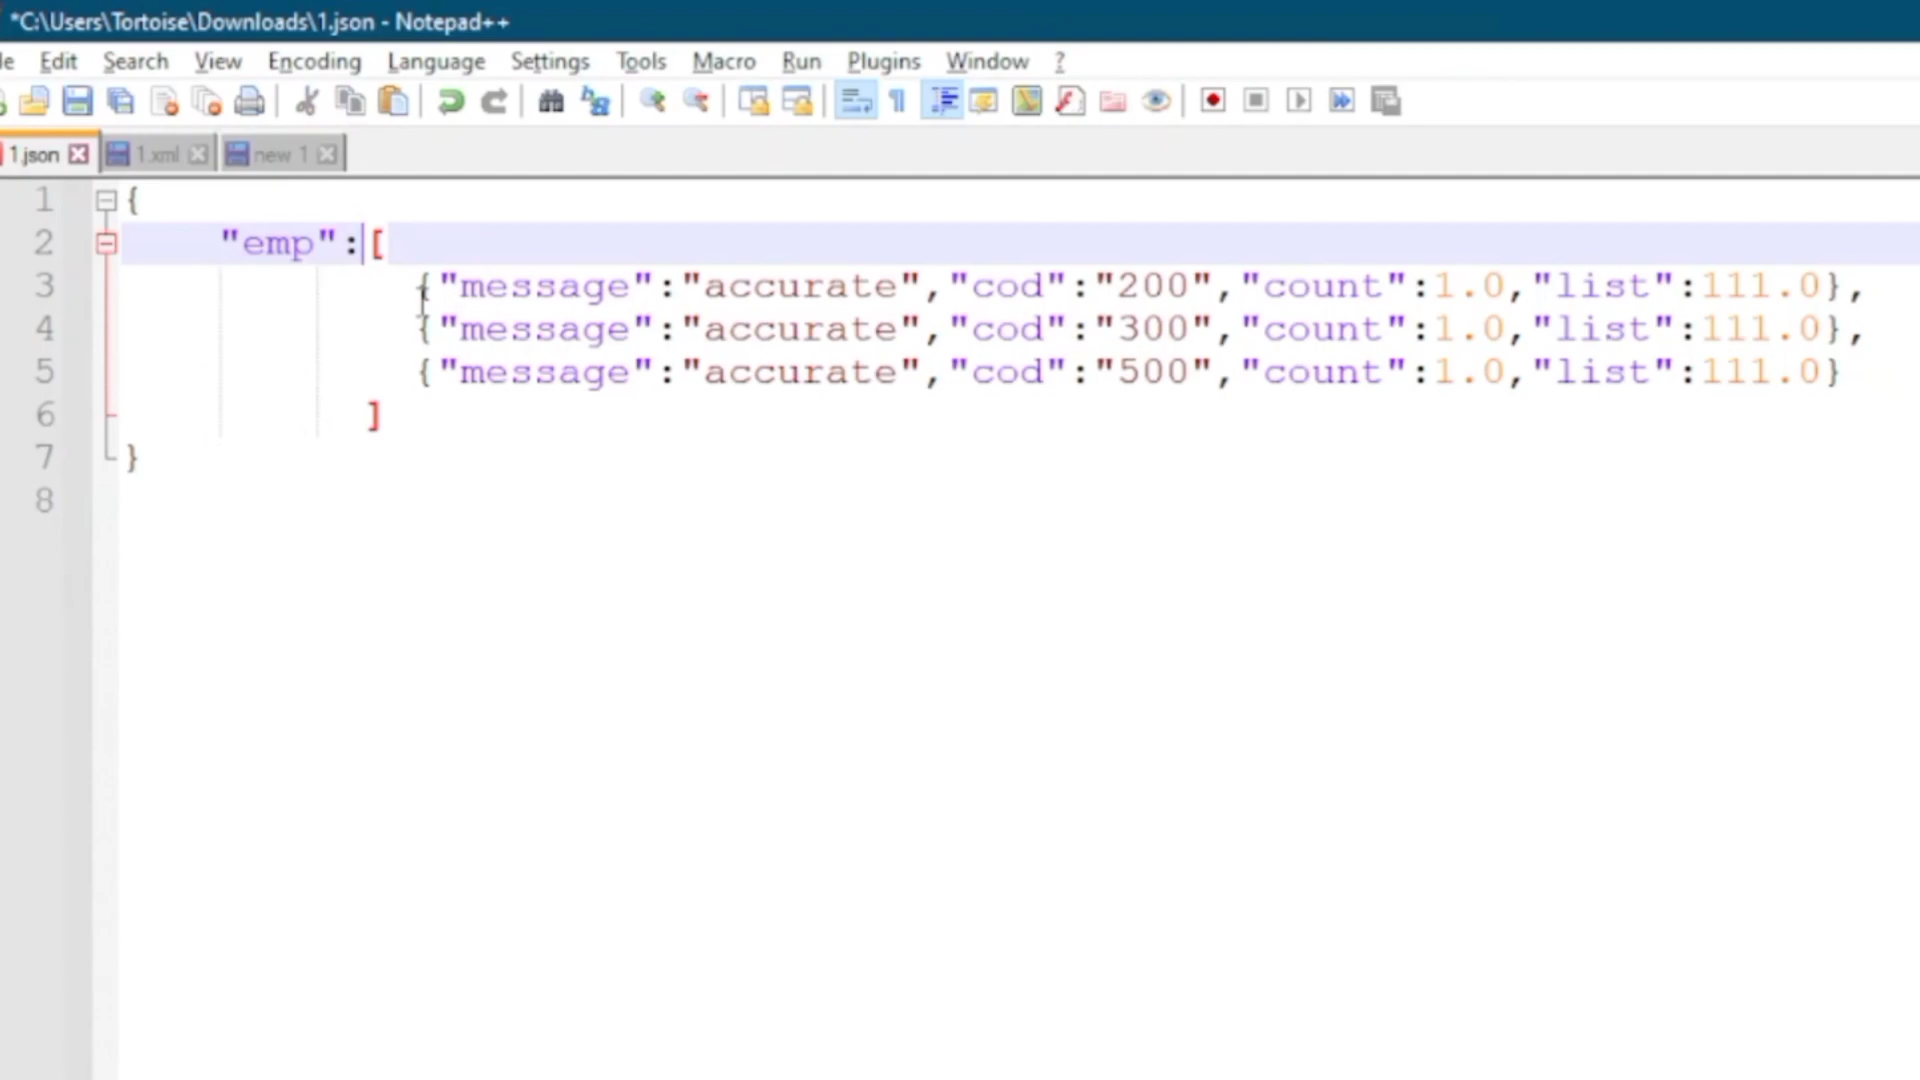 *C:\Users\Tortoise\Downloads\1.json - Notepad++
le Edit Search View Encoding Language Settings Tools Macro Run Plugins Window ?
1.json 1.xml new 1
1 {
2 "emp":[
3 {"message":"accurate","cod":"200","count":1.0,"list":111.0},
4 {"message":"accurate","cod":"300","count":1.0,"list":111.0},
5 {"message":"accurate","cod":"500","count":1.0,"list":111.0}
6 ]
7 }
8